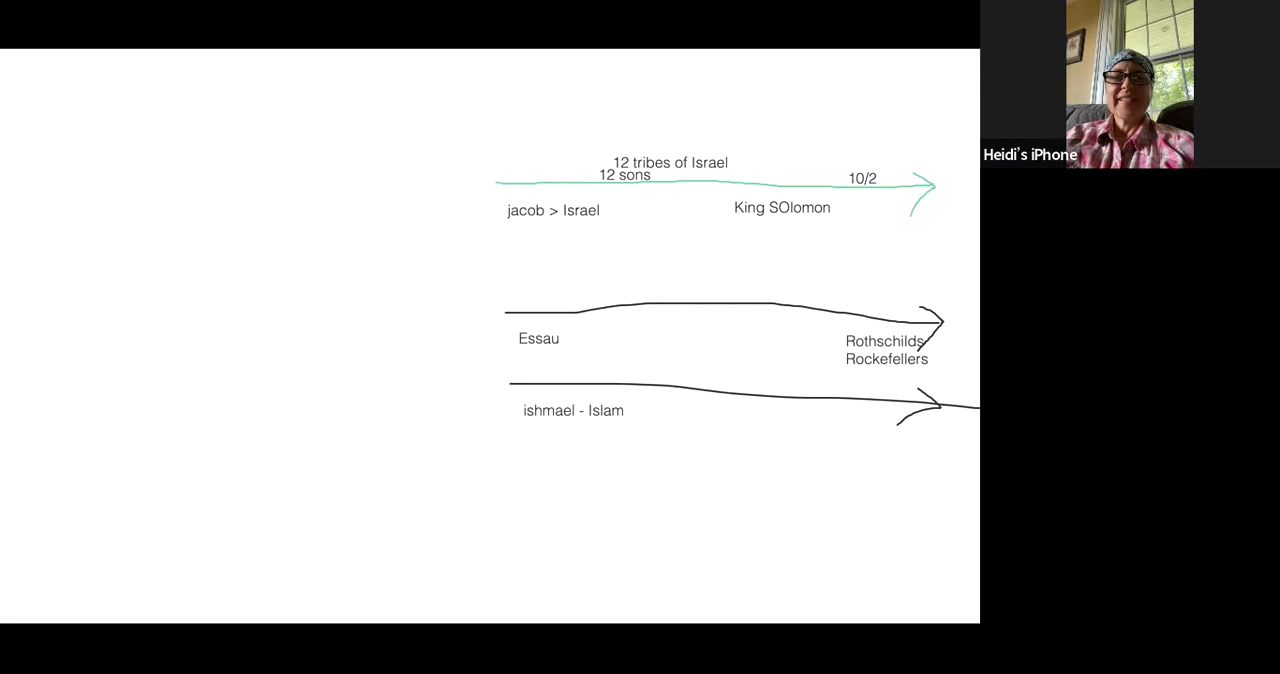 12 tribes of Israel
12 sons
10/2
jacob > Israel
King SOlomon
Essau
Rothschilds
Rockefellers
ishmael - Islam
Heidi's iPhone